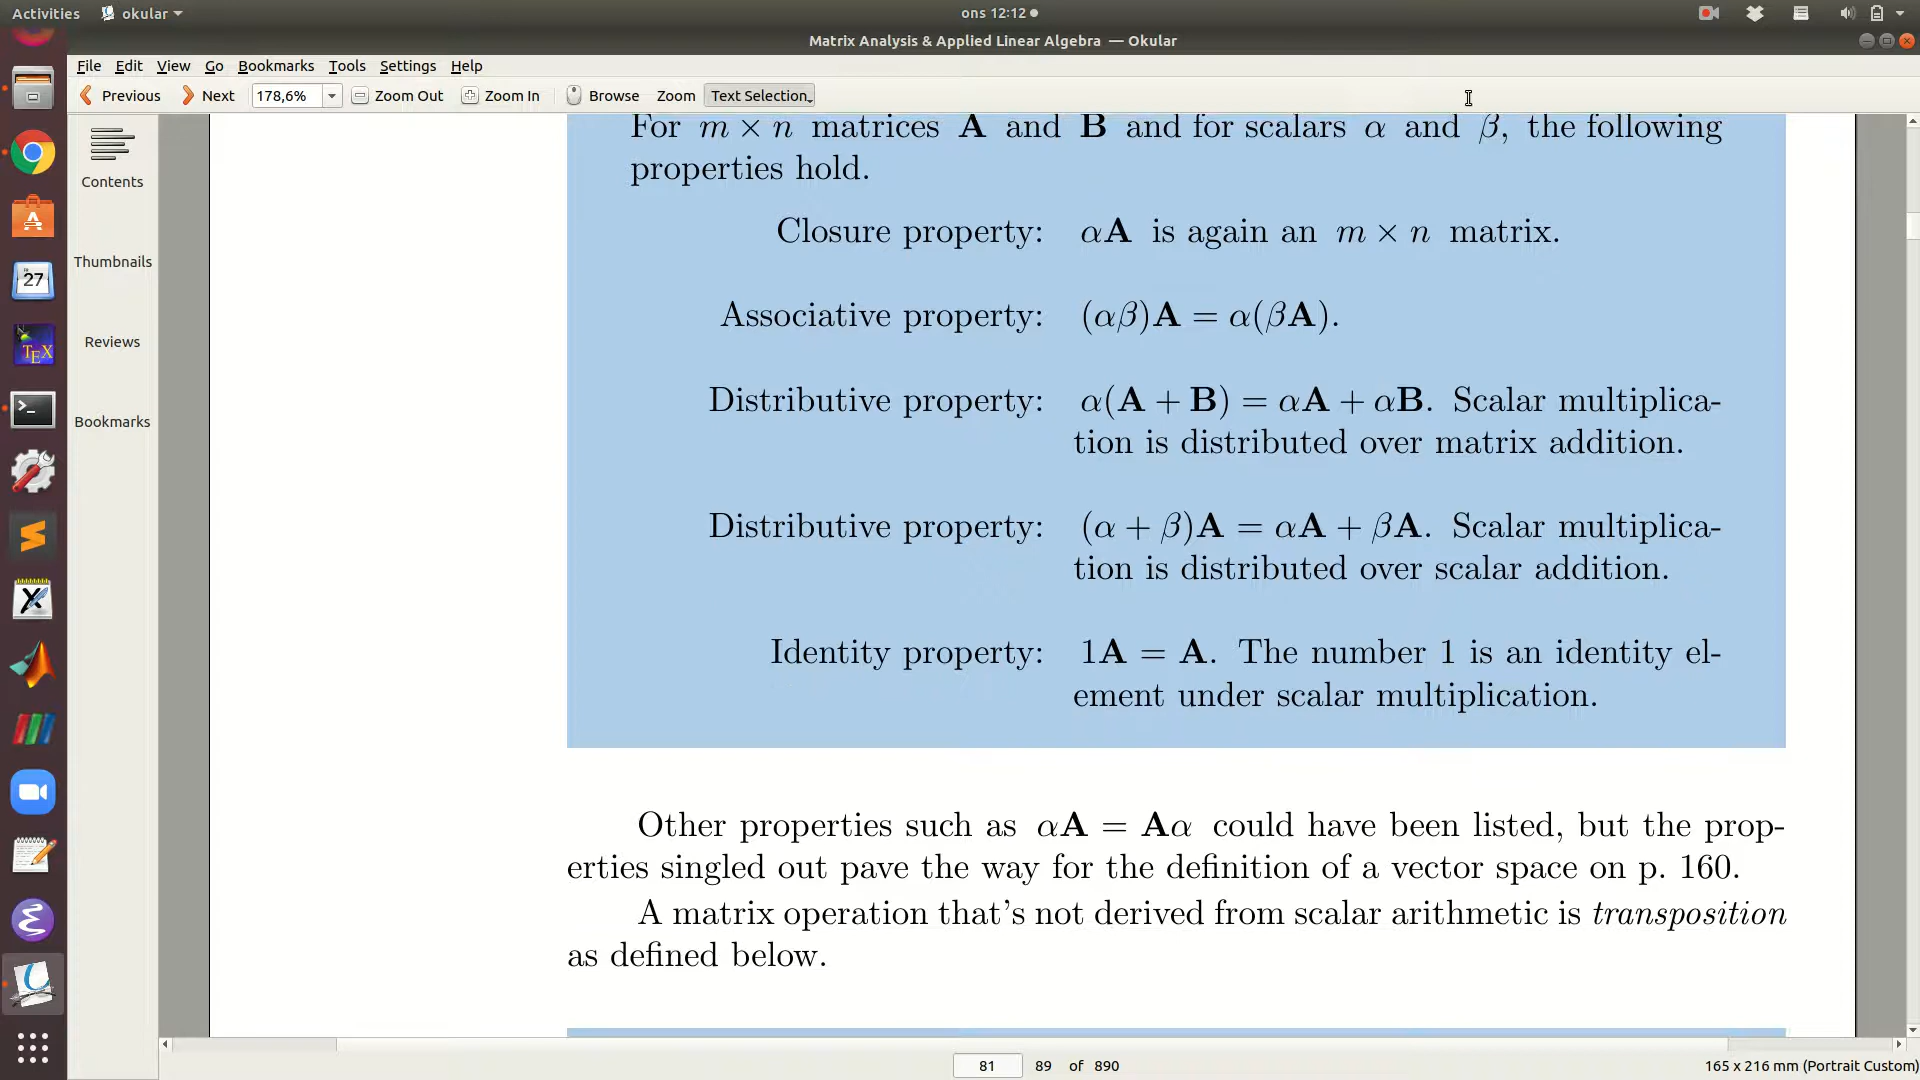 Activities okular ons 12:12
Matrix Analysis & Applied Linear Algebra — Okular
File Edit View Go Bookmarks Tools Settings Help
Previous Next 178,6% Zoom Out Zoom In Browse Zoom Text Selection
Contents
Thumbnails
Reviews
Bookmarks
27
TEX
For m × n matrices A and B and for scalars α and β, the following
properties hold.
Closure property: αA is again an m × n matrix.
Associative property: (αβ)A = α(βA).
Distributive property: α(A + B) = αA + αB. Scalar multiplica-
tion is distributed over matrix addition.
Distributive property: (α + β)A = αA + βA. Scalar multiplica-
tion is distributed over scalar addition.
Identity property: 1A = A. The number 1 is an identity el-
ement under scalar multiplication.
Other properties such as αA = Aα could have been listed, but the prop-
erties singled out pave the way for the definition of a vector space on p. 160.
A matrix operation that's not derived from scalar arithmetic is transposition
as defined below.
81 89 of 890 165 x 216 mm (Portrait Custom)